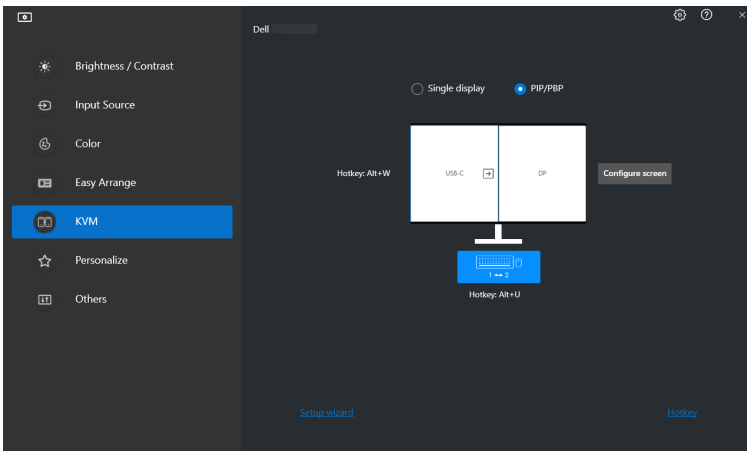 Dell
Brightness / Contrast
Input Source
Color
Easy Arrange
KVM
Personalize
Others
Single display
PIP/PBP
Hotkey: Alt+W
USB-C
DP
Configure screen
1 2
Hotkey: Alt+U
Setup wizard
Hotkey